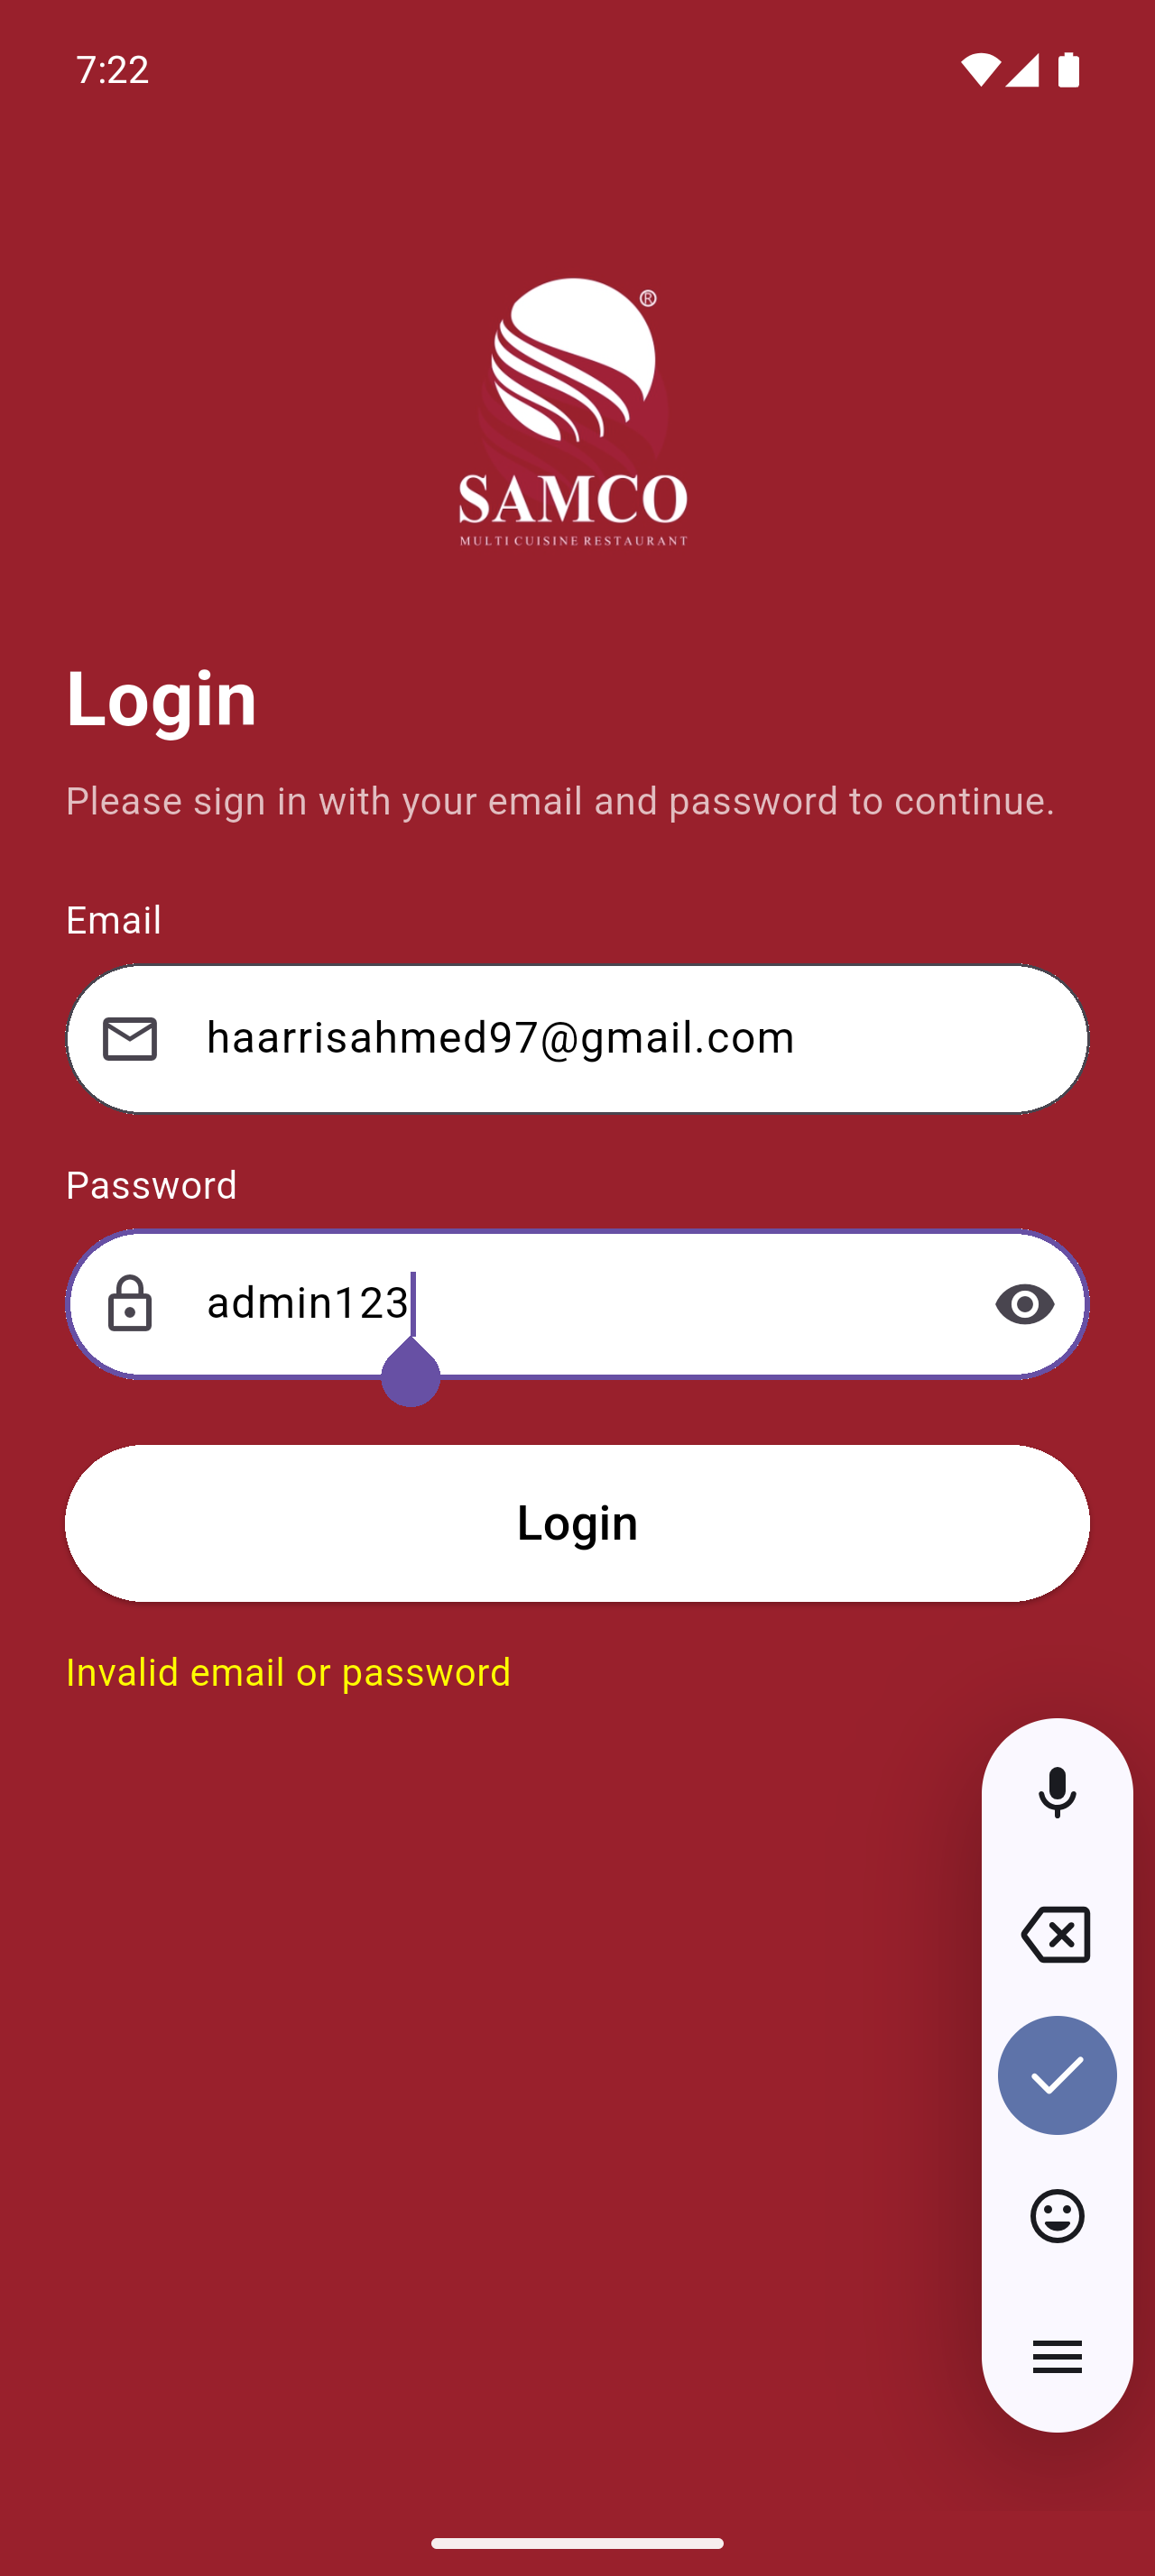 7:22
®
SAMCO
MULTI CUISINE RESTAURANT
Login
Please sign in with your email and password to continue.
Email
haarrisahmed97@gmail.com
Password
admin123
Login
Invalid email or password